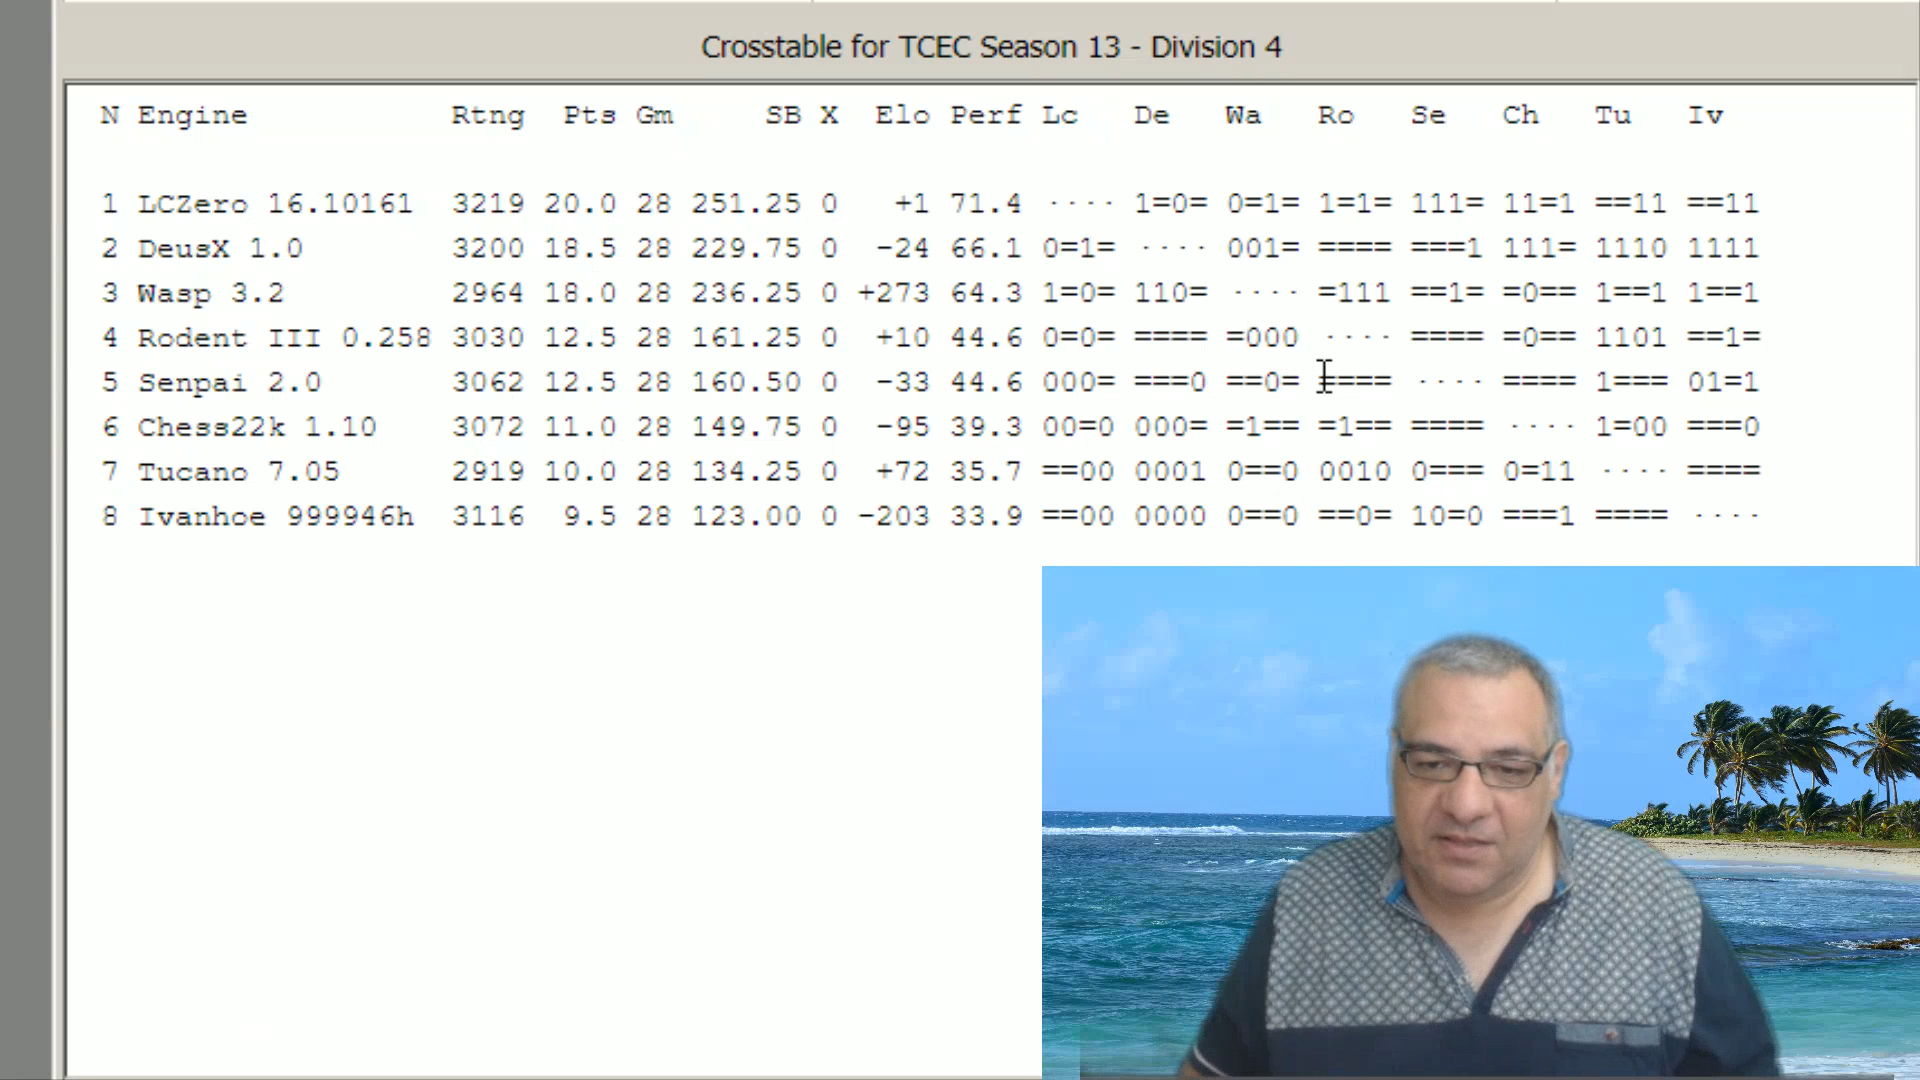 Crosstable for TCEC Season 13 - Division 4
N Engine Rtng Pts Gm SB X Elo Perf Lc De Wa Ro Se Ch Tu Iv
1 LCZero 16.10161 3219 20.0 28 251.25 0 +1 71.4 ···· 1=0= 0=1= 1=1= 111= 11=1 ==11 ==11
2 DeusX 1.0 3200 18.5 28 229.75 0 -24 66.1 0=1= ···· 001= ==== ===1 111= 1110 1111
3 Wasp 3.2 2964 18.0 28 236.25 0 +273 64.3 1=0= 110= ···· =111 ==1= =0== 1==1 1==1
4 Rodent III 0.258 3030 12.5 28 161.25 0 +10 44.6 0=0= ==== =000 ···· ==== =0== 1101 ==1=
5 Senpai 2.0 3062 12.5 28 160.50 0 -33 44.6 000= ===0 ==0= ==== ···· ==== 1=== 01=1
6 Chess22k 1.10 3072 11.0 28 149.75 0 -95 39.3 00=0 000= =1== =1== ==== ···· 1=00 ===0
7 Tucano 7.05 2919 10.0 28 134.25 0 +72 35.7 ==00 0001 0==0 0010 0=== 0=11 ···· ====
8 Ivanhoe 999946h 3116 9.5 28 123.00 0 -203 33.9 ==00 0000 0==0 ==0= 10=0 ===1 ==== ····